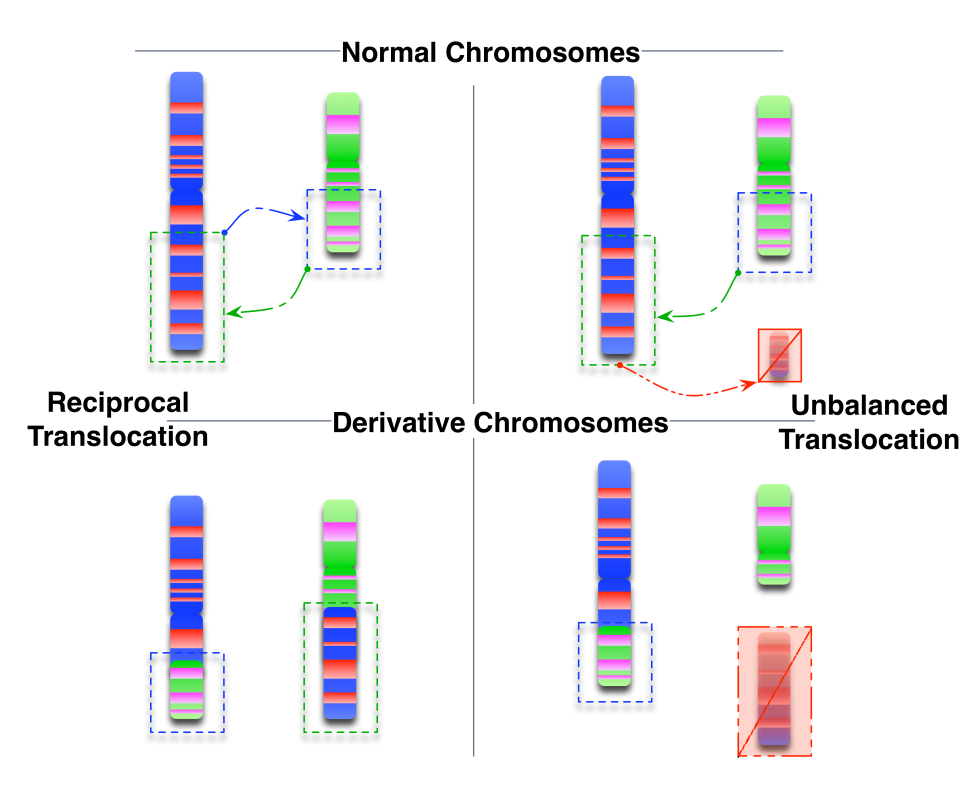 Normal Chromosomes
Reciprocal
Translocation
Derivative Chromosomes
Unbalanced
Translocation